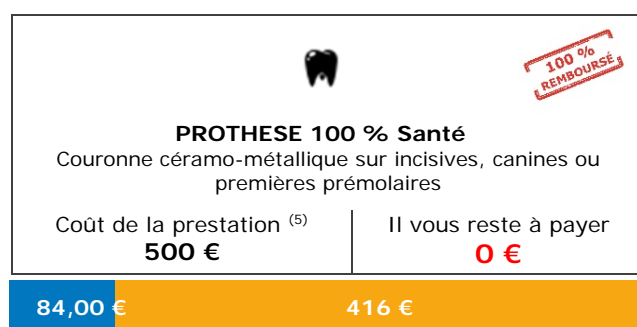 100 %
REMBOURSÉ
PROTHESE 100 % Santé
Couronne céramo-métallique sur incisives, canines ou
premières prémolaires
Coût de la prestation (5)
500 €
Il vous reste à payer
0 €
84,00 €
416 €